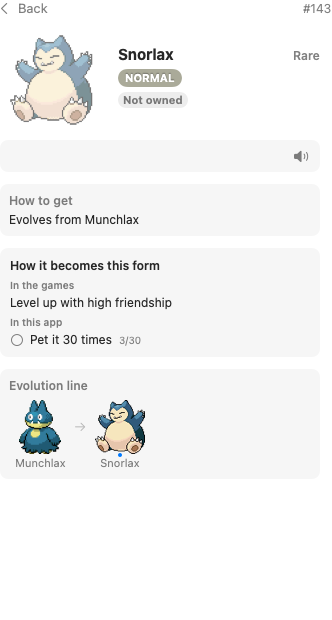 Back
#143
Snorlax
Rare
NORMAL
Not owned
How to get
Evolves from Munchlax
How it becomes this form
In the games
Level up with high friendship
In this app
Pet it 30 times 3/30
Evolution line
Munchlax
Snorlax